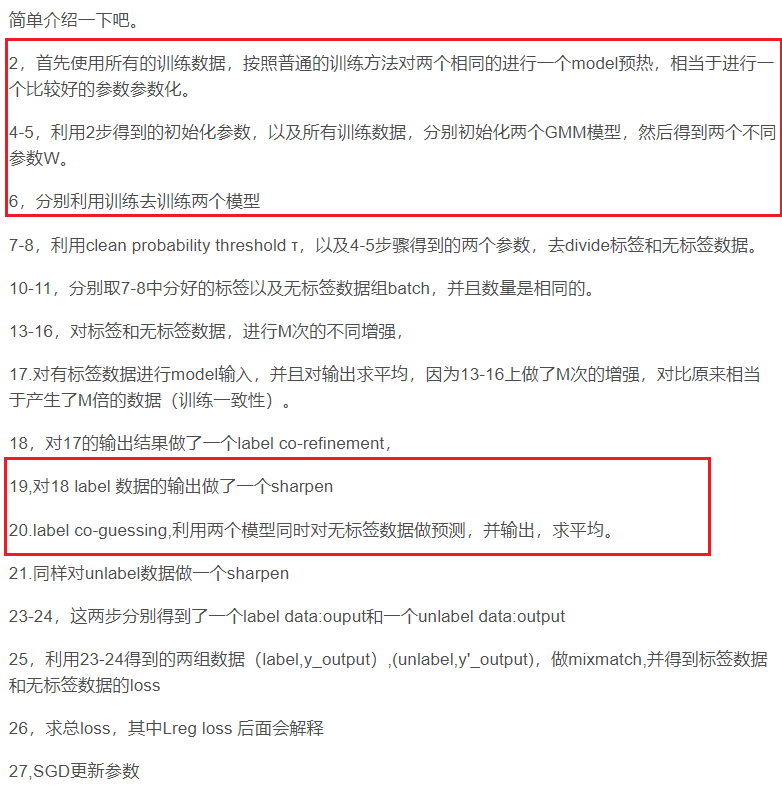 简单介绍一下吧。
2，首先使用所有的训练数据，按照普通的训练方法对两个相同的进行一个model预热，相当于进行一
个比较好的参数参数化。
4-5，利用2步得到的初始化参数，以及所有训练数据，分别初始化两个GMM模型，然后得到两个不同
参数W。
6，分别利用训练去训练两个模型
7-8，利用clean probability threshold τ，以及4-5步骤得到的两个参数，去divide标签和无标签数据。
10-11，分别取7-8中分好的标签以及无标签数据组batch，并且数量是相同的。
13-16，对标签和无标签数据，进行M次的不同增强，
17.对有标签数据进行model输入，并且对输出求平均，因为13-16上做了M次的增强，对比原来相当
于产生了M倍的数据（训练一致性）。
18，对17的输出结果做了一个label co-refinement，
19,对18 label 数据的输出做了一个sharpen
20.label co-guessing,利用两个模型同时对无标签数据做预测，并输出，求平均。
21.同样对unlabel数据做一个sharpen
23-24，这两步分别得到了一个label data:ouput和一个unlabel data:output
25，利用23-24得到的两组数据（label,y_output）,(unlabel,y'_output)，做mixmatch,并得到标签数据
和无标签数据的loss
26，求总loss，其中Lreg loss 后面会解释
27,SGD更新参数